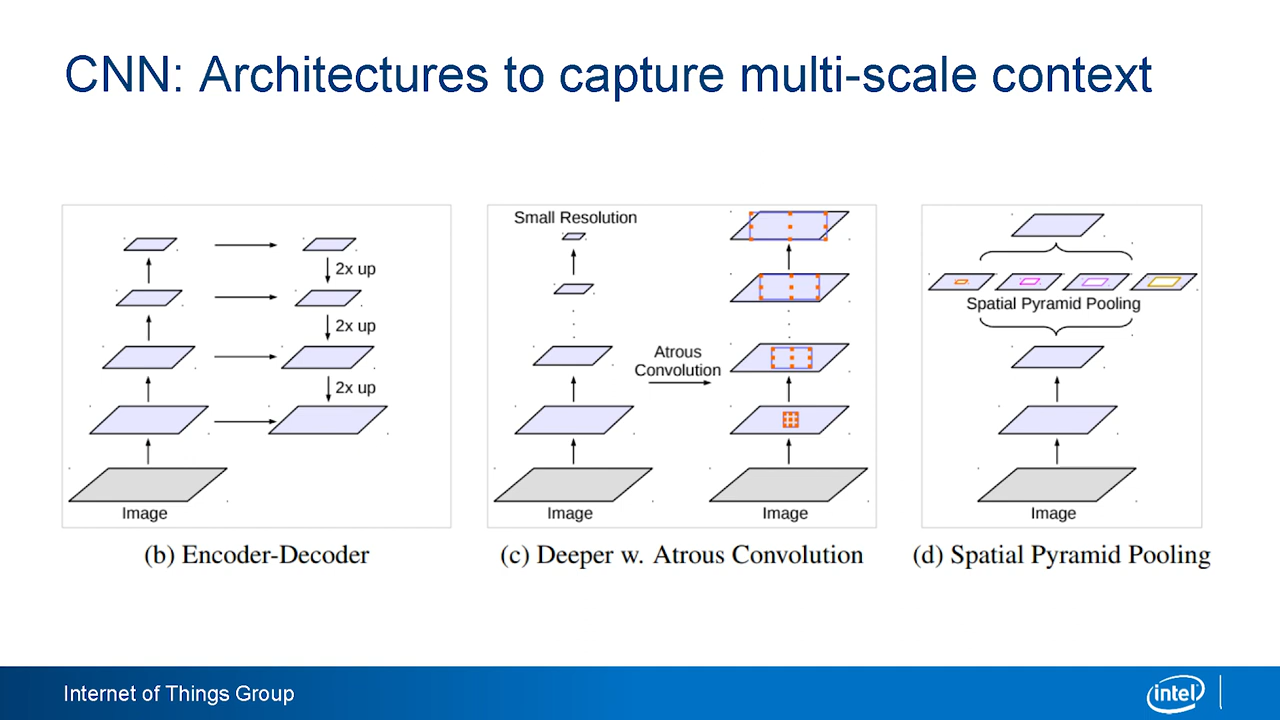 CNN: Architectures to capture multi-scale context
2x up
2x up
2x up
Image
(b) Encoder-Decoder
Small Resolution
Atrous
Convolution
Image
Image
(c) Deeper w. Atrous Convolution
Spatial Pyramid Pooling
Image
(d) Spatial Pyramid Pooling
Internet of Things Group
intel